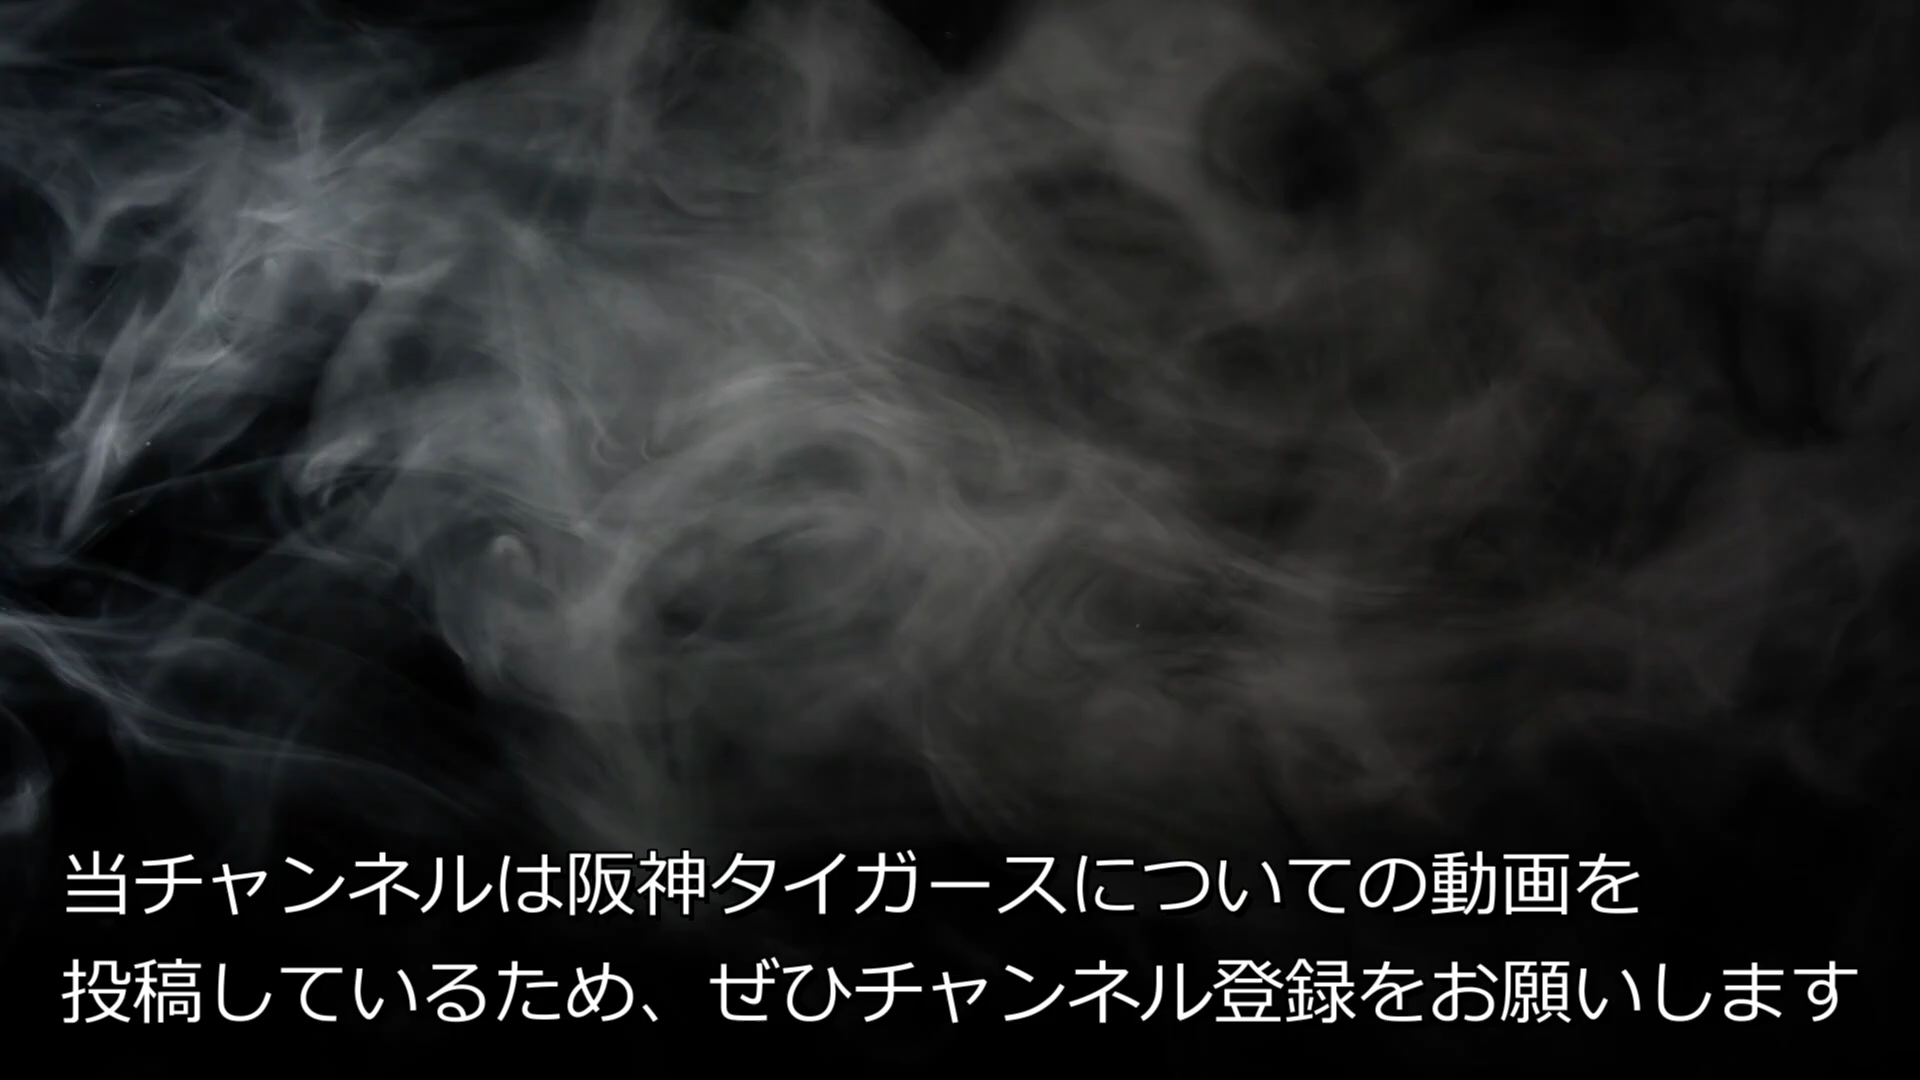 当チャンネルは阪神タイガースについての動画を
投稿しているため、ぜひチャンネル登録をお願いします